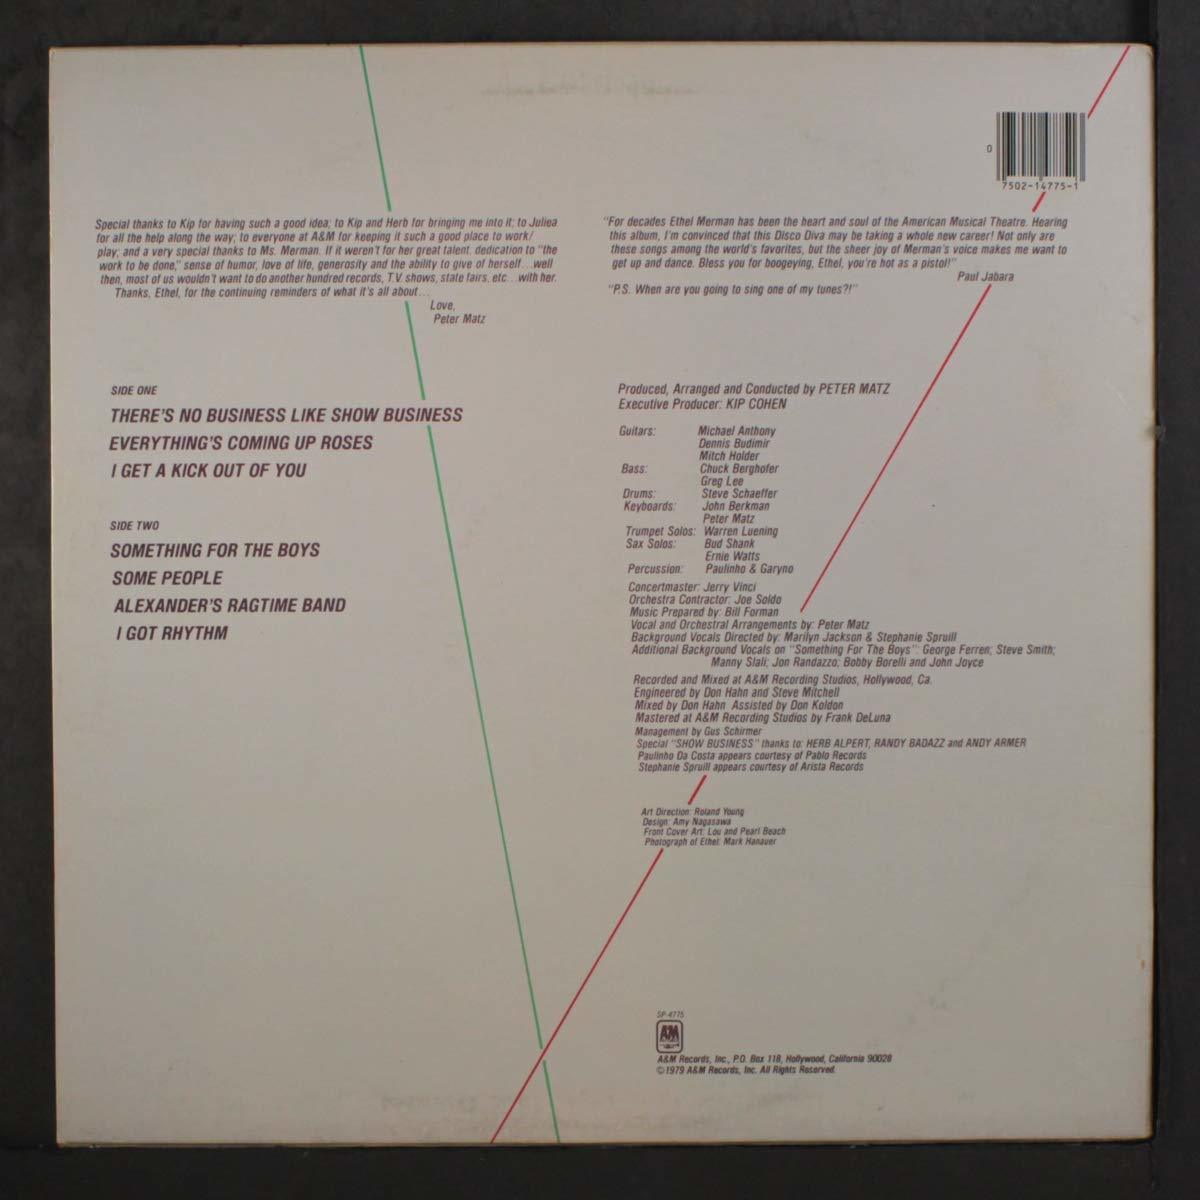 0
7502-14775-1
Special thanks to Kip for having such a good idea; to Kip and Herb for bringing me into it; to Juliea
for all the help along the way; to everyone at A&M for keeping it such a good place to work/
play; and a very special thanks to Ms. Merman. If it weren't for her great talent, dedication to "the
work to be done," sense of humor, love of life, generosity and the ability to give of herself...well
then, most of us wouldn't want to do another hundred records, T.V. shows, state fairs, etc...with her.
Thanks, Ethel, for the continuing reminders of what it's all about...
Love,
Peter Matz
"For decades Ethel Merman has been the heart and soul of the American Musical Theatre. Hearing
this album, I'm convinced that this Disco Diva may be taking a whole new career! Not only are
these songs among the world's favorites, but the sheer joy of Merman's voice makes me want to
get up and dance. Bless you for boogeying, Ethel, you're hot as a pistol!"
Paul Jabara
"P.S. When are you going to sing one of my tunes?!"
SIDE ONE
THERE'S NO BUSINESS LIKE SHOW BUSINESS
EVERYTHING'S COMING UP ROSES
I GET A KICK OUT OF YOU
SIDE TWO
SOMETHING FOR THE BOYS
SOME PEOPLE
ALEXANDER'S RAGTIME BAND
I GOT RHYTHM
Produced, Arranged and Conducted by PETER MATZ
Executive Producer: KIP COHEN
Guitars: Michael Anthony
Dennis Budimir
Mitch Holder
Bass: Chuck Berghofer
Greg Lee
Drums: Steve Schaeffer
Keyboards: John Berkman
Peter Matz
Trumpet Solos: Warren Luening
Sax Solos: Bud Shank
Ernie Watts
Percussion: Paulinho & Garyno
Concertmaster: Jerry Vinci
Orchestra Contractor: Joe Soldo
Music Prepared by: Bill Forman
Vocal and Orchestral Arrangements by: Peter Matz
Background Vocals Directed by: Marilyn Jackson & Stephanie Spruill
Additional Background Vocals on "Something For The Boys": George Ferren; Steve Smith;
Manny Slali; Jon Randazzo; Bobby Borelli and John Joyce
Recorded and Mixed at A&M Recording Studios, Hollywood, Ca.
Engineered by Don Hahn and Steve Mitchell
Mixed by Don Hahn Assisted by Don Koldon
Mastered at A&M Recording Studios by Frank DeLuna
Management by Gus Schirmer
Special "SHOW BUSINESS" thanks to: HERB ALPERT, RANDY BADAZZ and ANDY ARMER
Paulinho Da Costa appears courtesy of Pablo Records
Stephanie Spruill appears courtesy of Arista Records
Art Direction: Roland Young
Design: Amy Nagasawa
Front Cover Art: Lou and Pearl Beach
Photograph of Ethel: Mark Hanauer
SP-4775
A&M
A&M Records, Inc., P.O. Box 118, Hollywood, California 90028
©1979 A&M Records, Inc. All Rights Reserved.